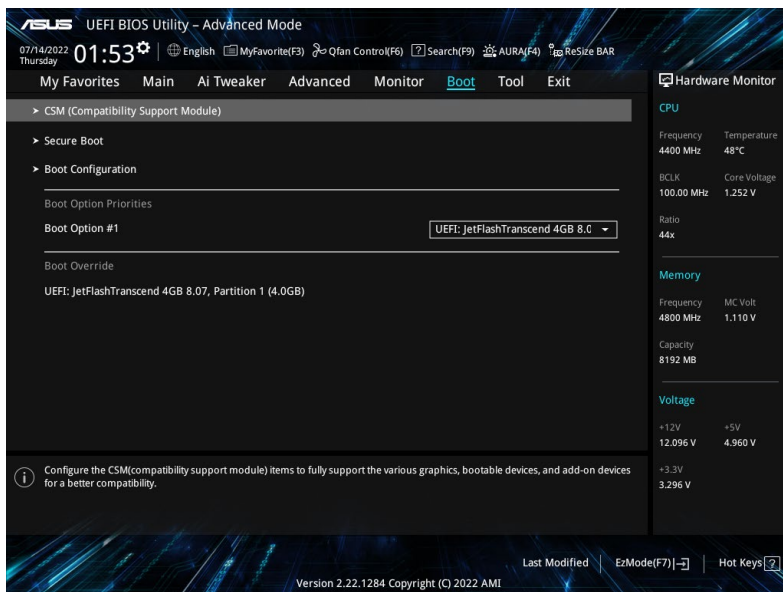 ASUS UEFI BIOS Utility – Advanced Mode
07/14/2022 Thursday 01:53 English MyFavorite(F3) Qfan Control(F6) ? Search(F9) AURA(F4) ReSize BAR
My Favorites Main Ai Tweaker Advanced Monitor Boot Tool Exit
Hardware Monitor
> CSM (Compatibility Support Module)
> Secure Boot
> Boot Configuration
Boot Option Priorities
Boot Option #1 UEFI: JetFlashTranscend 4GB 8.0
Boot Override
UEFI: JetFlashTranscend 4GB 8.07, Partition 1 (4.0GB)
Configure the CSM(compatibility support module) items to fully support the various graphics, bootable devices, and add-on devices
for a better compatibility.
CPU
Frequency Temperature
4400 MHz 48°C
BCLK Core Voltage
100.00 MHz 1.252 V
Ratio
44x
Memory
Frequency MC Volt
4800 MHz 1.110 V
Capacity
8192 MB
Voltage
+12V +5V
12.096 V 4.960 V
+3.3V
3.296 V
Last Modified EzMode(F7) Hot Keys ?
Version 2.22.1284 Copyright (C) 2022 AMI